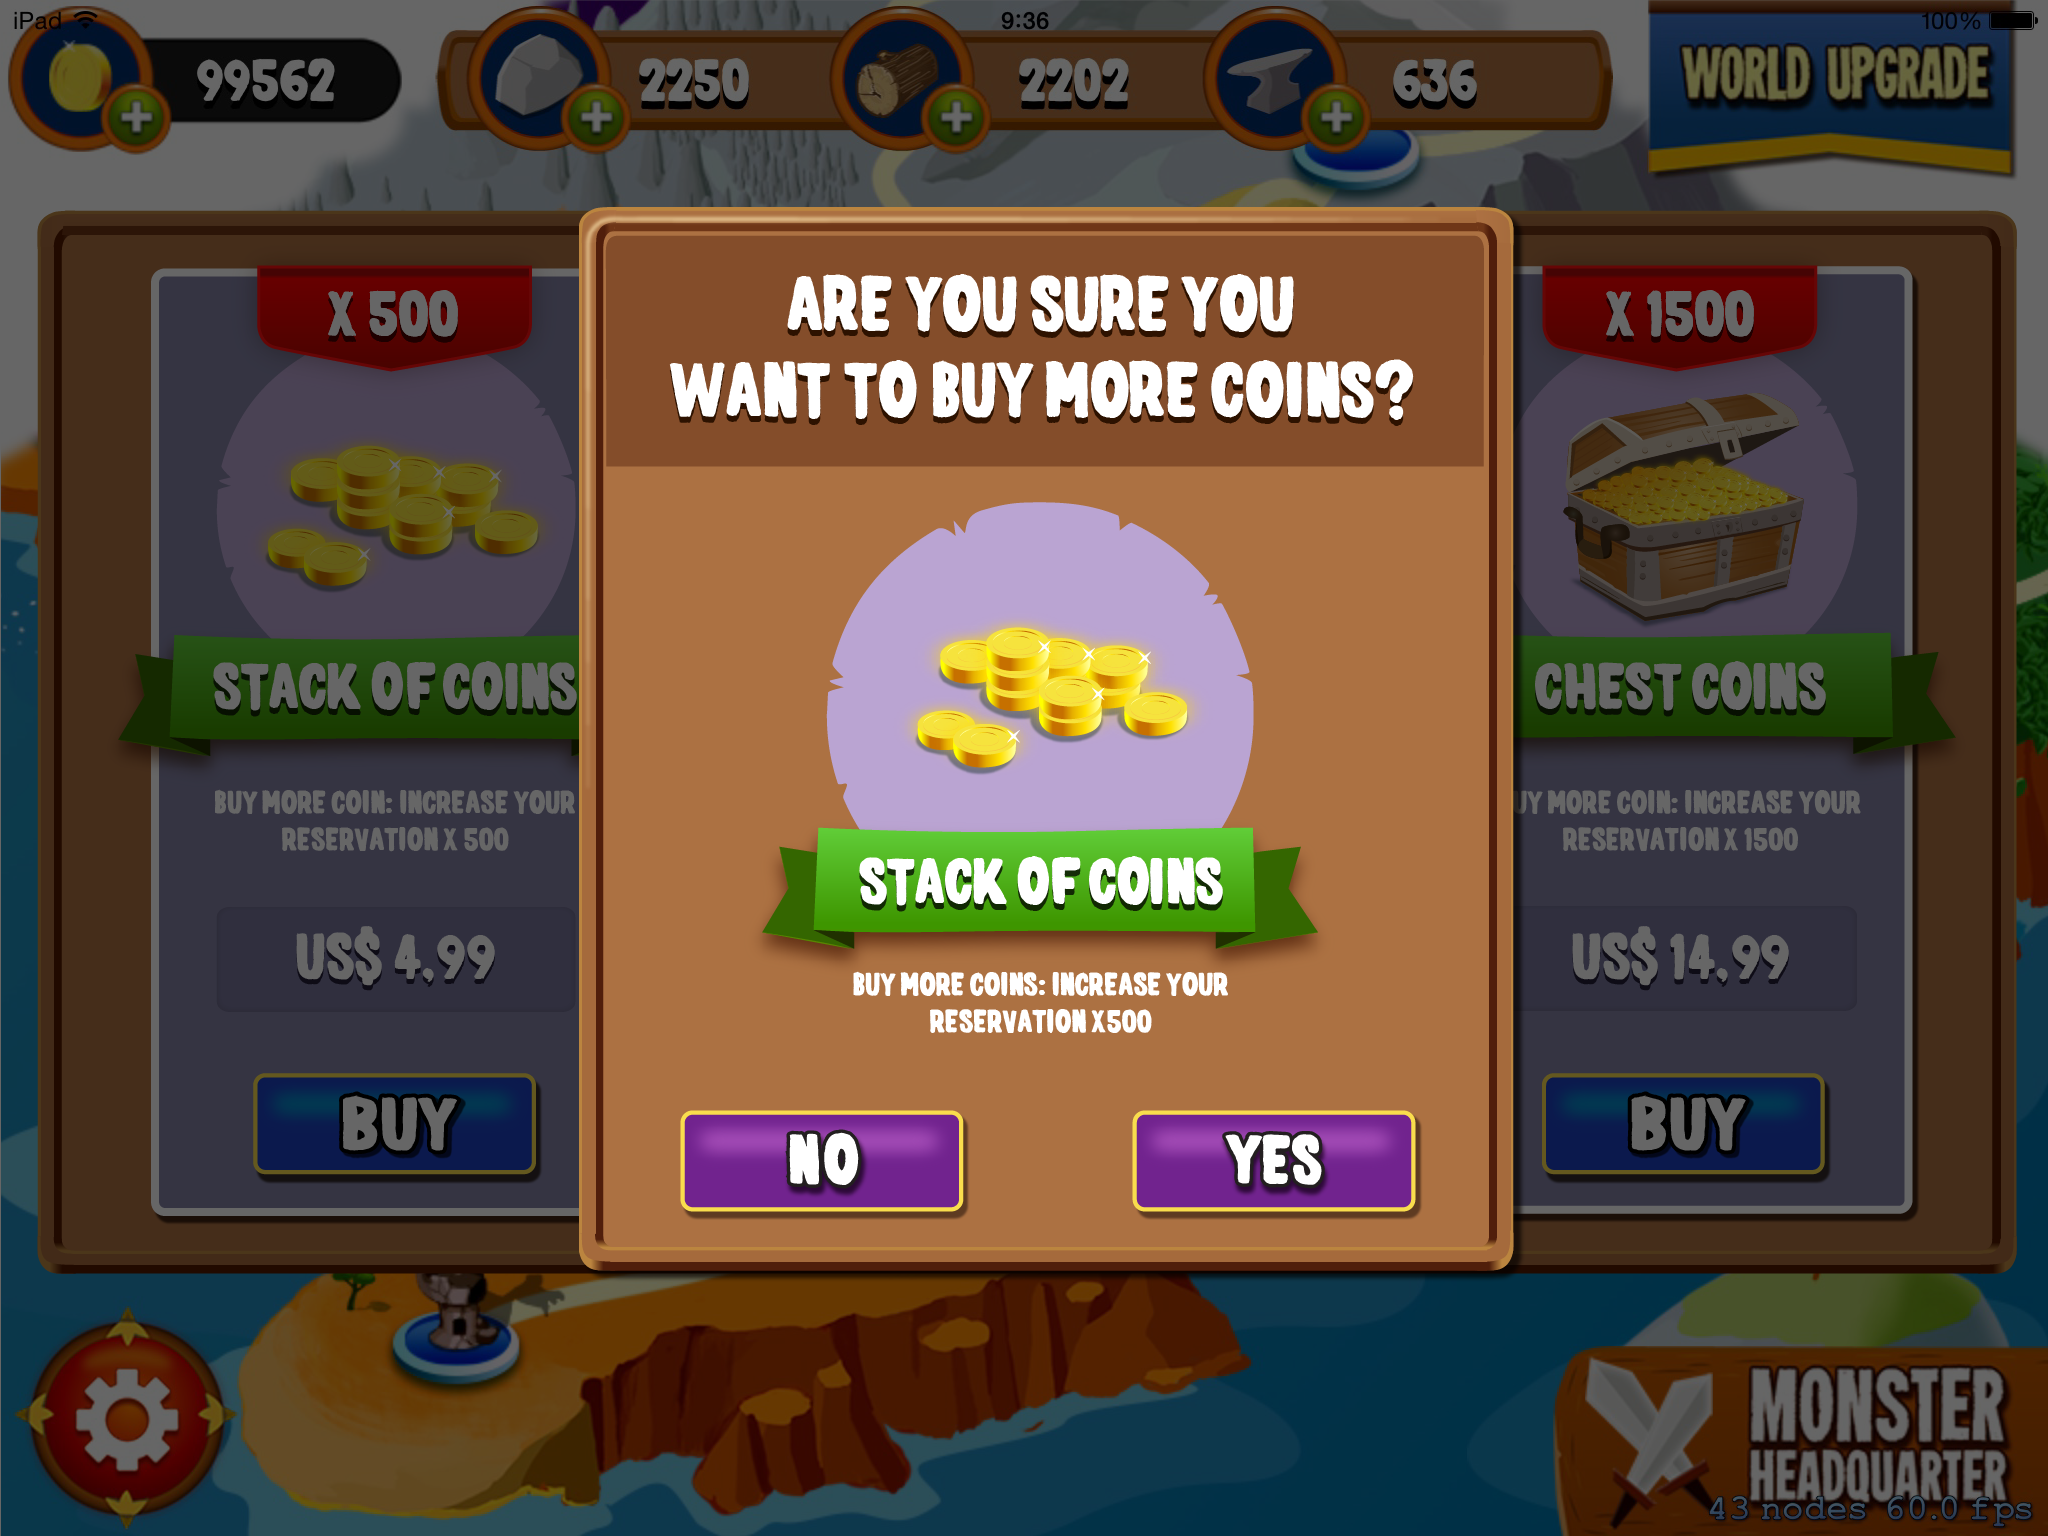 iPad
9:36
100%
99562
2250
2202
636
WORLD UPGRADE
X 500
ARE YOU SURE YOU
WANT TO BUY MORE COINS?
X 1500
STACK OF COINS
CHEST COINS
BUY MORE COIN: INCREASE YOUR
RESERVATION X 500
STACK OF COINS
UY MORE COIN: INCREASE YOUR
RESERVATION X 1500
US$ 4,99
BUY MORE COINS: INCREASE YOUR
RESERVATION X500
US$ 14,99
BUY
NO
YES
BUY
MONSTER
HEADQUARTER
43 nodes 60.0 fps